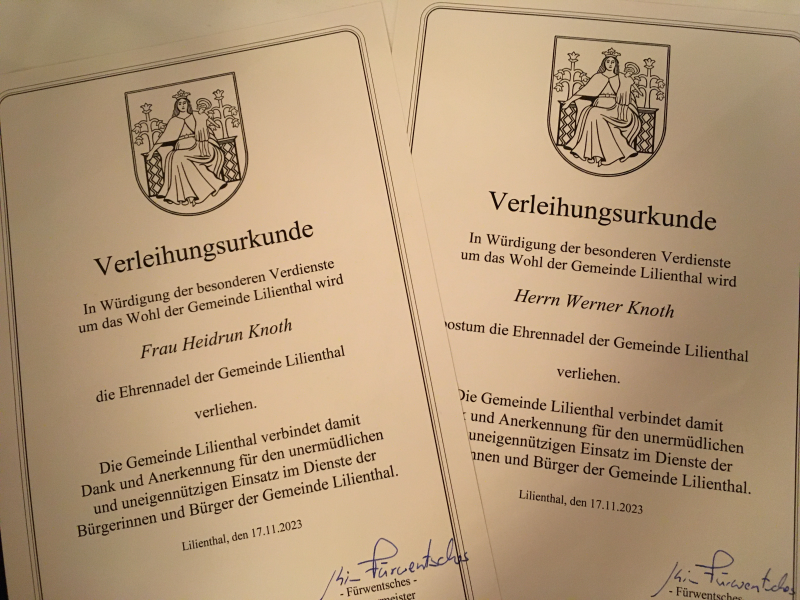 Verleihungsurkunde
In Würdigung der besonderen Verdienste
um das Wohl der Gemeinde Lilienthal wird
Frau Heidrun Knoth
die Ehrennadel der Gemeinde Lilienthal
verliehen.
Die Gemeinde Lilienthal verbindet damit
Dank und Anerkennung für den unermüdlichen
und uneigennützigen Einsatz im Dienste der
Bürgerinnen und Bürger der Gemeinde Lilienthal.
Lilienthal, den 17.11.2023
Fürwentsches
- Fürwentsches -
Verleihungsurkunde
In Würdigung der besonderen Verdienste
um das Wohl der Gemeinde Lilienthal wird
Herrn Werner Knoth
ostum die Ehrennadel der Gemeinde Lilienthal
verliehen.
Die Gemeinde Lilienthal verbindet damit
und Anerkennung für den unermüdlichen
uneigennützigen Einsatz im Dienste der
nnen und Bürger der Gemeinde Lilienthal.
Lilienthal, den 17.11.2023
Fürwentsches
- Fürwentsches